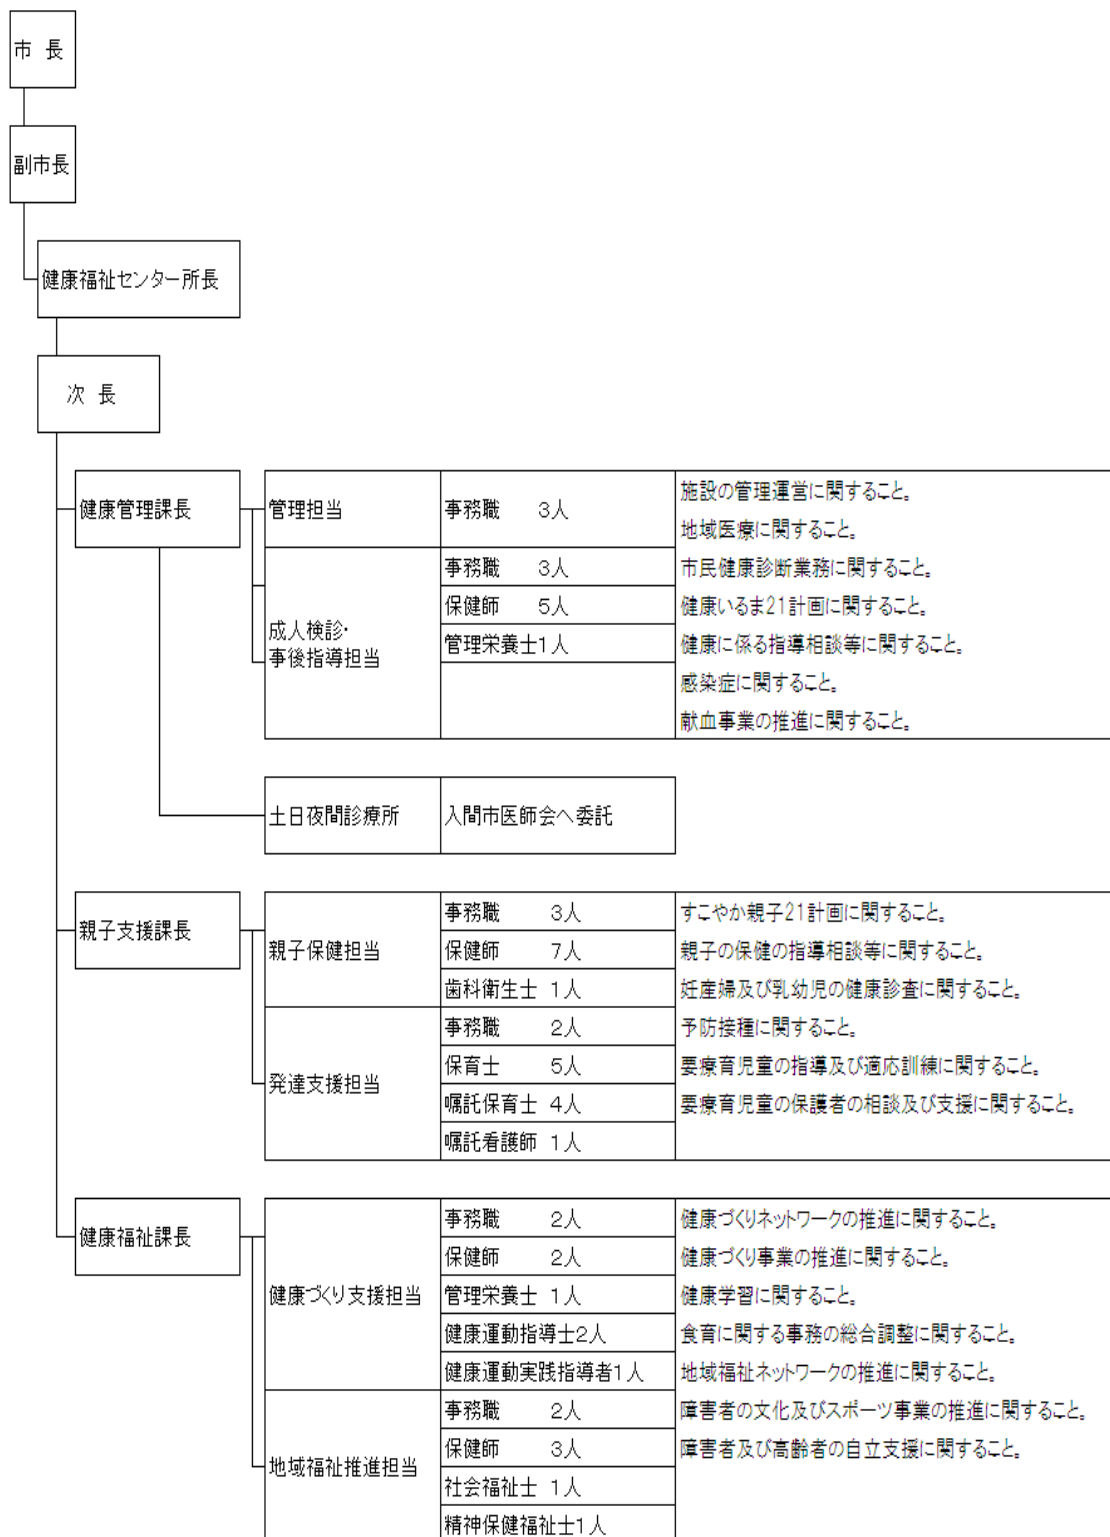 市 長
副市長
健康福祉センター所長
次 長
健康管理課長
管理担当
事務職 3人
施設の管理運営に関すること。
地域医療に関すること。
成人検診・
事後指導担当
事務職 3人
保健師 5人
管理栄養士1人
市民健康診断業務に関すること。
健康いるま21計画に関すること。
健康に係る指導相談等に関すること。
感染症に関すること。
献血事業の推進に関すること。
土日夜間診療所
入間市医師会へ委託
親子支援課長
親子保健担当
事務職 3人
保健師 7人
歯科衛生士 1人
すこやか親子21計画に関すること。
親子の保健の指導相談等に関すること。
妊産婦及び乳幼児の健康診査に関すること。
発達支援担当
事務職 2人
保育士 5人
嘱託保育士 4人
嘱託看護師 1人
予防接種に関すること。
要療育児童の指導及び適応訓練に関すること。
要療育児童の保護者の相談及び支援に関すること。
健康福祉課長
健康づくり支援担当
事務職 2人
保健師 2人
管理栄養士 1人
健康運動指導士2人
健康運動実践指導者1人
健康づくりネットワークの推進に関すること。
健康づくり事業の推進に関すること。
健康学習に関すること。
食育に関する事務の総合調整に関すること。
地域福祉ネットワークの推進に関すること。
地域福祉推進担当
事務職 2人
保健師 3人
社会福祉士 1人
精神保健福祉士1人
障害者の文化及びスポーツ事業の推進に関すること。
障害者及び高齢者の自立支援に関すること。